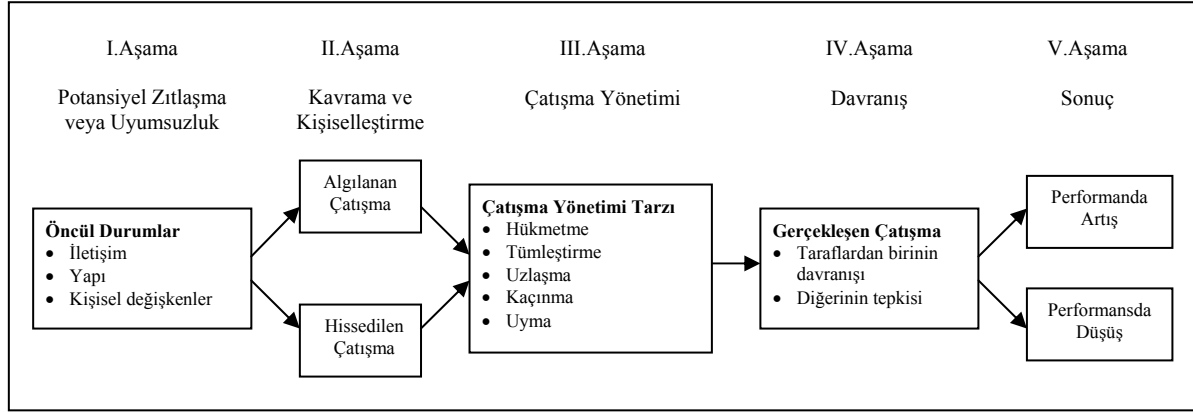 I.Aşama
II.Aşama
III.Aşama
IV.Aşama
V.Aşama
Potansiyel Zıtlaşma
veya Uyumsuzluk
Kavrama ve
Kişiselleştirme
Çatışma Yönetimi
Davranış
Sonuç
Öncül Durumlar
• İletişim
• Yapı
• Kişisel değişkenler
Algılanan
Çatışma
Hissedilen
Çatışma
Çatışma Yönetimi Tarzı
• Hükmetme
• Tümleştirme
• Uzlaşma
• Kaçınma
• Uyma
Gerçekleşen Çatışma
• Taraflardan birinin
davranışı
• Diğerinin tepkisi
Performanda
Artış
Performansda
Düşüş